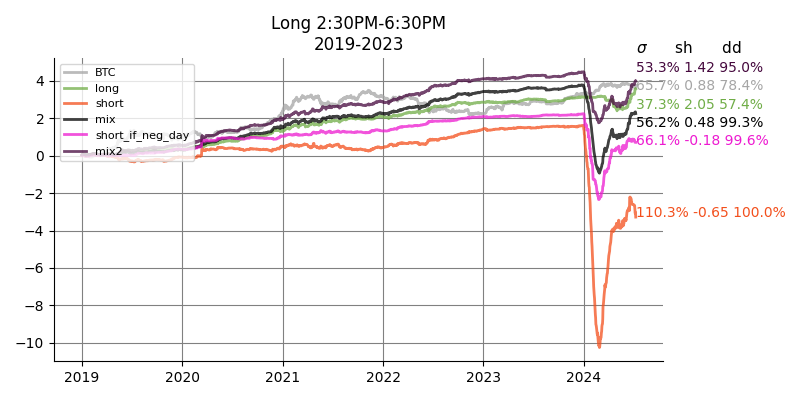 Long 2:30PM-6:30PM
2019-2023
σ sh dd
53.3% 1.42 95.0%
65.7% 0.88 78.4%
37.3% 2.05 57.4%
56.2% 0.48 99.3%
66.1% -0.18 99.6%
110.3% -0.65 100.0%
BTC
long
short
mix
short_if_neg_day
mix2
4
2
0
−2
−4
−6
−8
−10
2019 2020 2021 2022 2023 2024